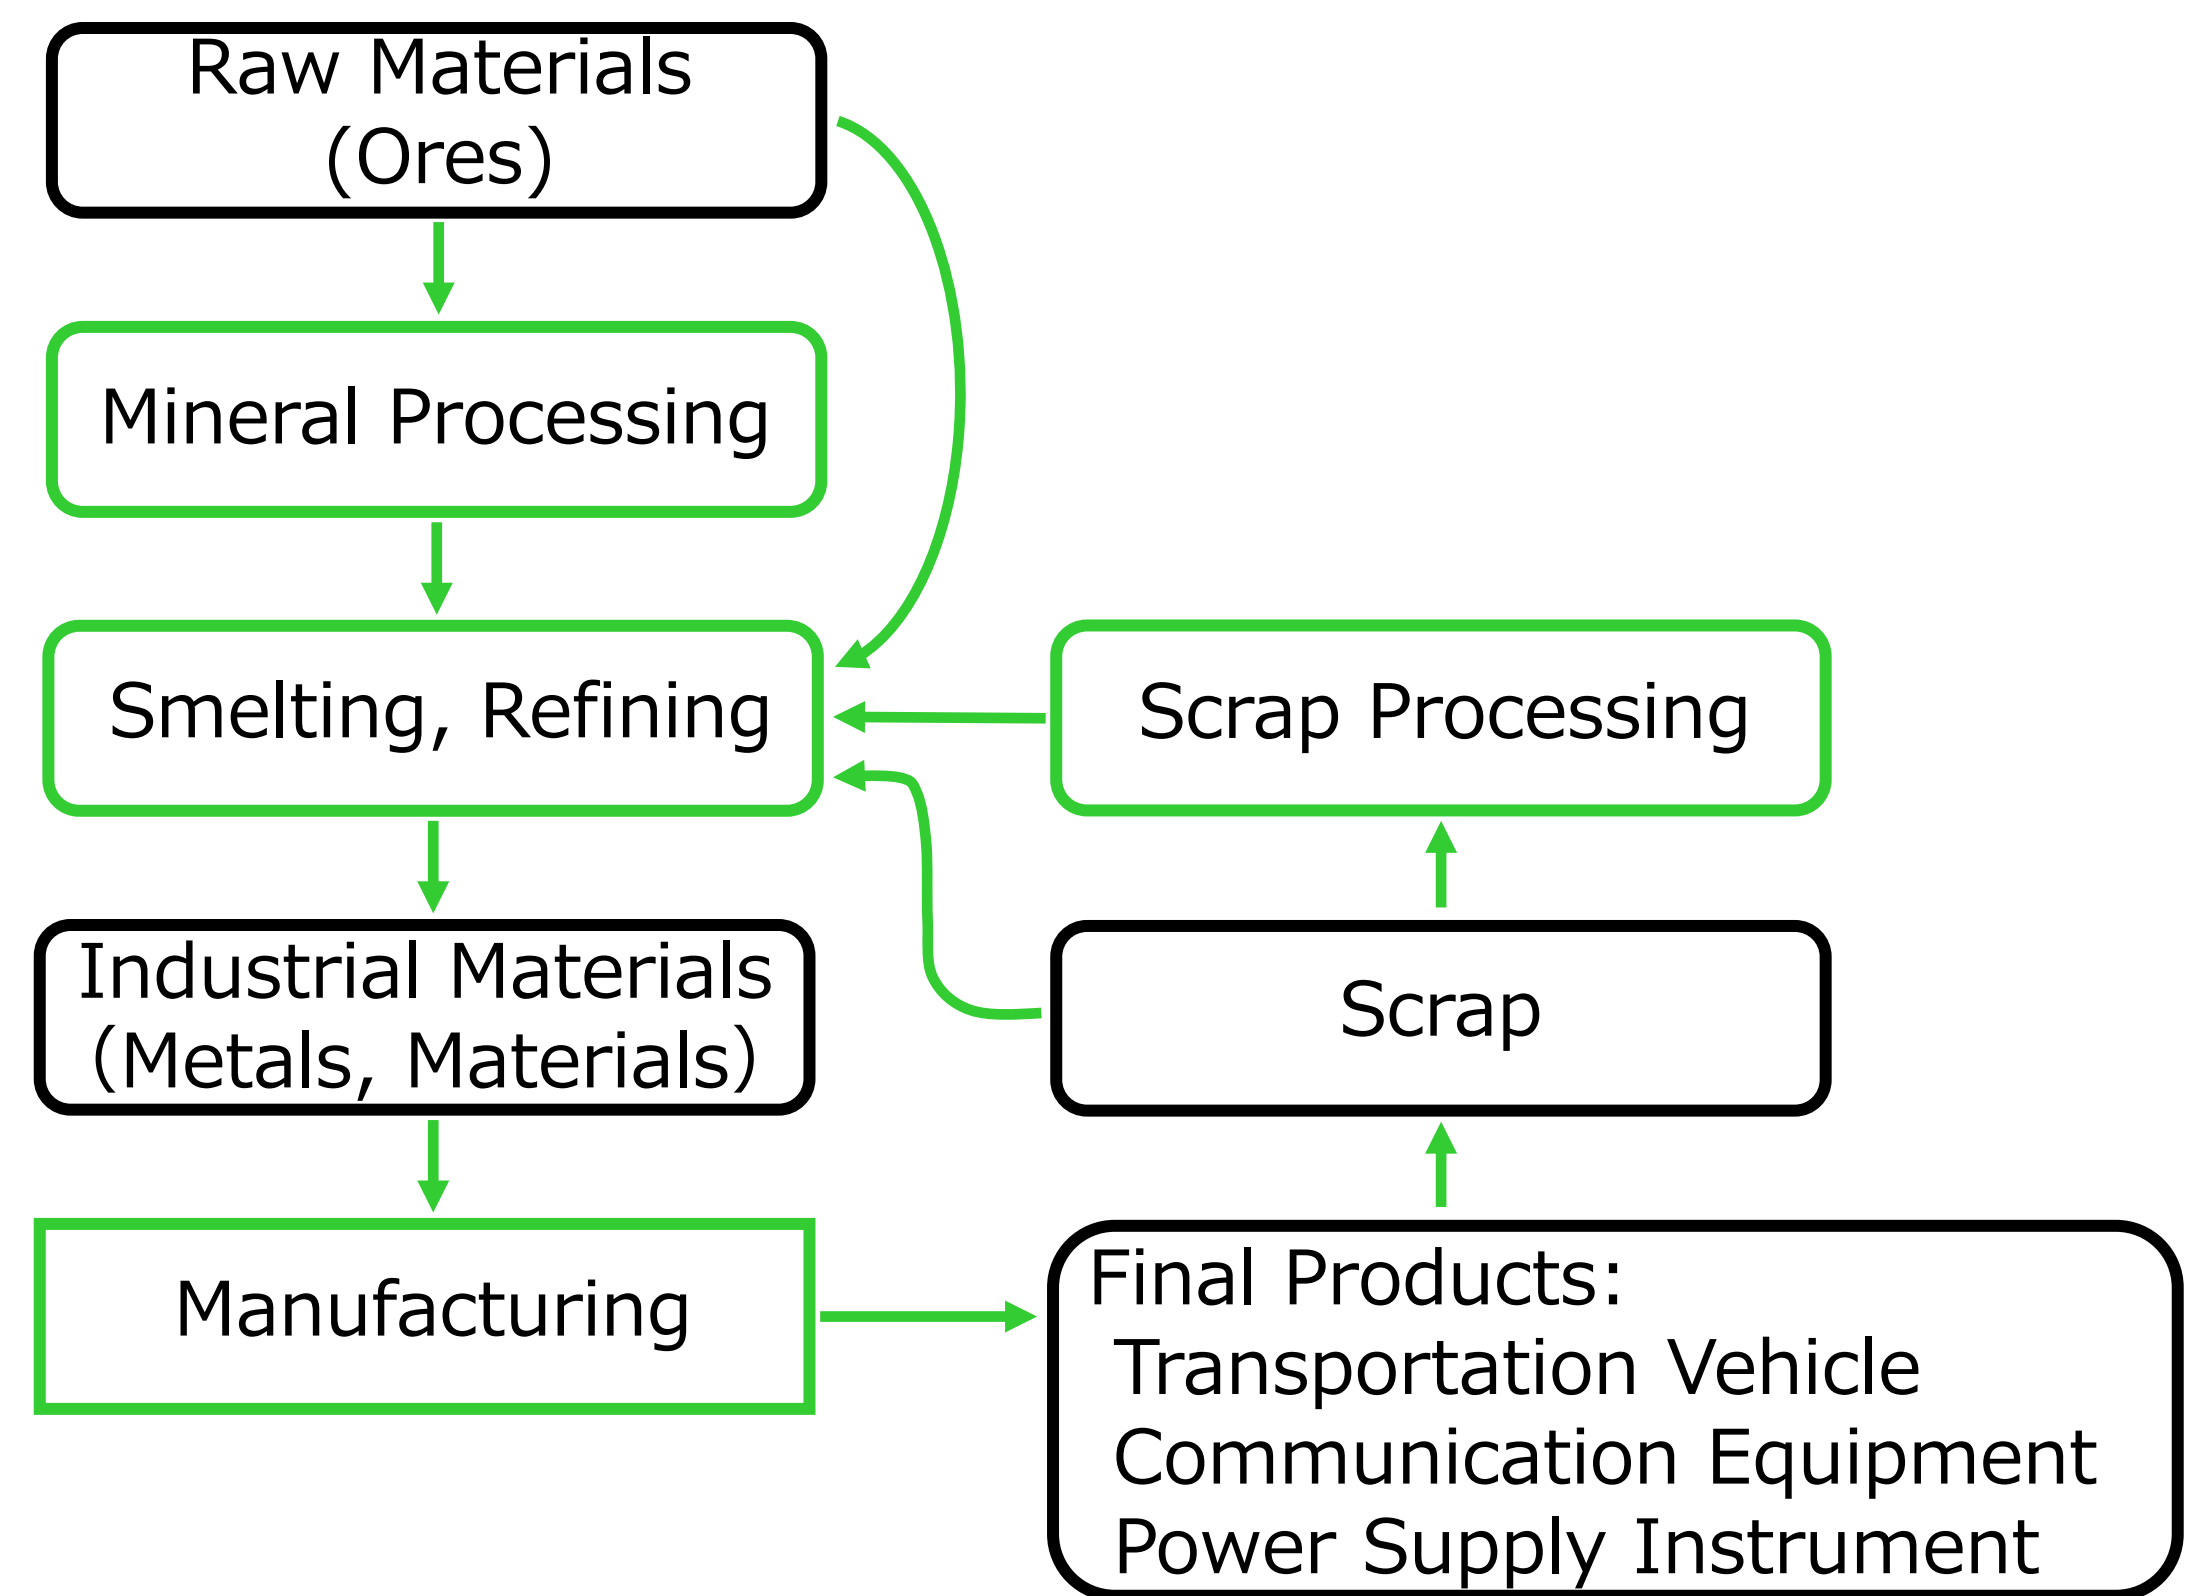 Raw Materials
(Ores)
Mineral Processing
Smelting, Refining
Scrap Processing
Industrial Materials
(Metals, Materials)
Scrap
Manufacturing
Final Products:
Transportation Vehicle
Communication Equipment
Power Supply Instrument